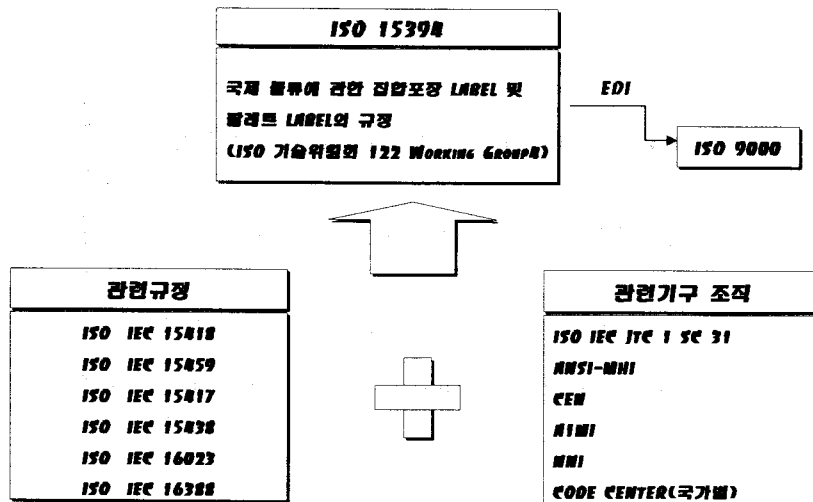 ISO 15394
국제 물류에 관한 집합포장 LABEL 및
팔레트 LABEL의 규정
(ISO 기술위원회 122 WORKING GROUP4)
EDI
ISO 9000
관련규정
ISO IEC 15418
ISO IEC 15459
ISO IEC 15417
ISO IEC 15438
ISO IEC 16023
ISO IEC 16388
관련기구 조직
ISO IEC JTC 1 SC 31
ANSI-MHI
CEN
CODE CENTER(국가별)